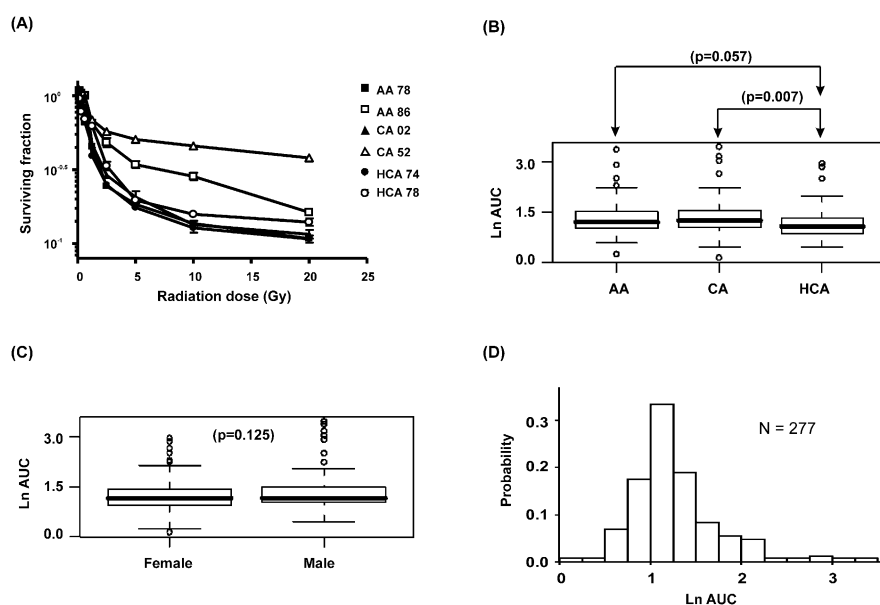 (A)
Surviving fraction
10^0
10^-0.5
10^-1
0 5 10 15 20 25
Radiation dose (Gy)
AA 78
AA 86
CA 02
CA 52
HCA 74
HCA 78
(B)
(p=0.057)
(p=0.007)
Ln AUC
3.0
1.5
0.0
AA CA HCA
(C)
(p=0.125)
Ln AUC
3.0
1.5
0.0
Female Male
(D)
N = 277
Probability
0.3
0.2
0.1
0.0
0 1 2 3
Ln AUC